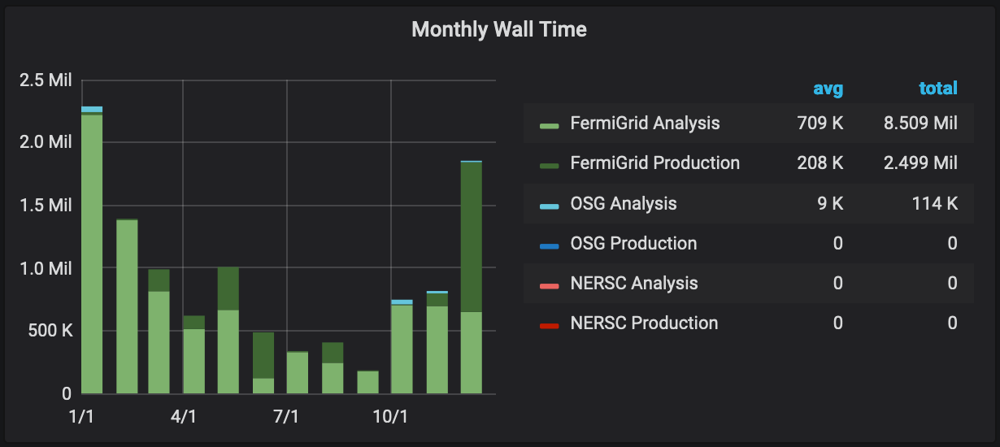 Monthly Wall Time
2.5 Mil
2.0 Mil
1.5 Mil
1.0 Mil
500 K
0
1/1 4/1 7/1 10/1
avg total
FermiGrid Analysis 709 K 8.509 Mil
FermiGrid Production 208 K 2.499 Mil
OSG Analysis 9 K 114 K
OSG Production 0 0
NERSC Analysis 0 0
NERSC Production 0 0